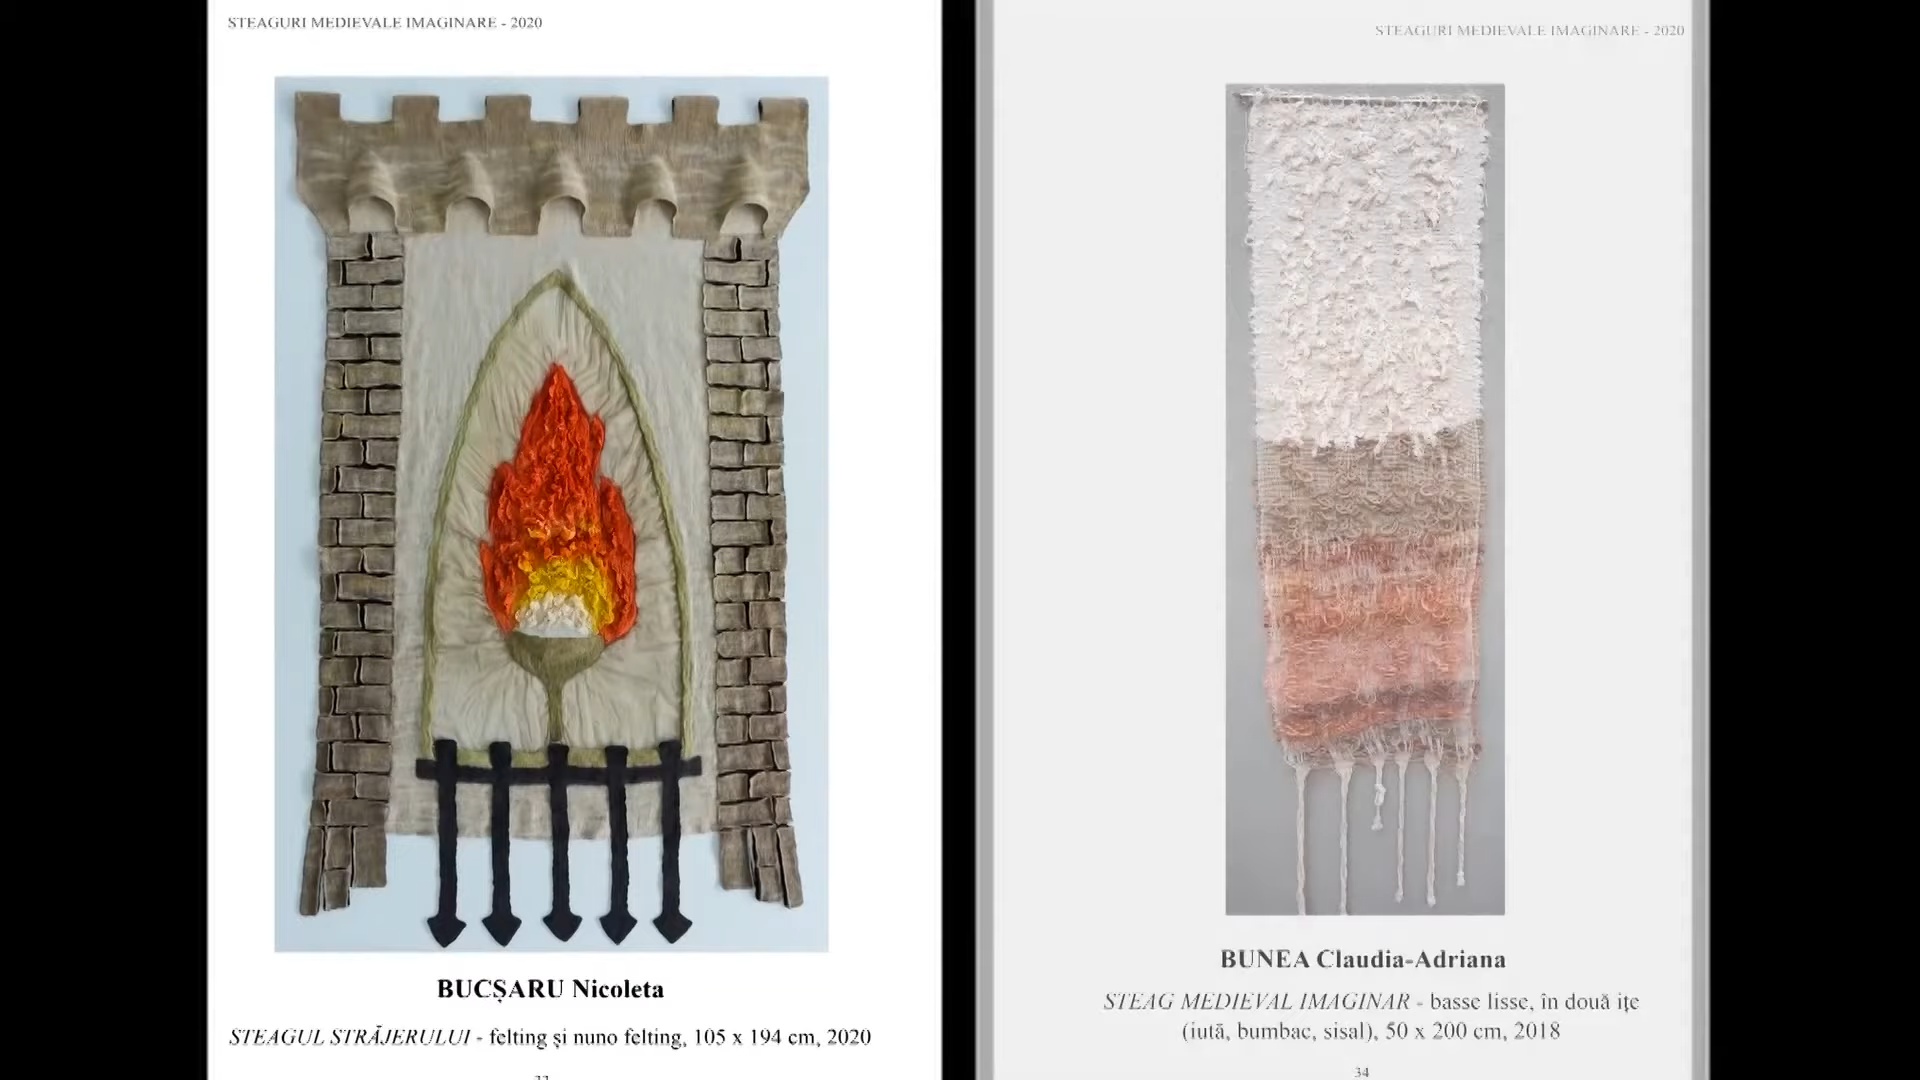 STEAGURI MEDIEVALE IMAGINARE - 2020
BUCȘARU Nicoleta
STEAGUL STRĂJERULUI - felting și nuno felting, 105 x 194 cm, 2020
STEAGURI MEDIEVALE IMAGINARE - 2020
BUNEA Claudia-Adriana
STEAG MEDIEVAL IMAGINAR - basse lisse, în două ițe
(iută, bumbac, sisal), 50 x 200 cm, 2018
34